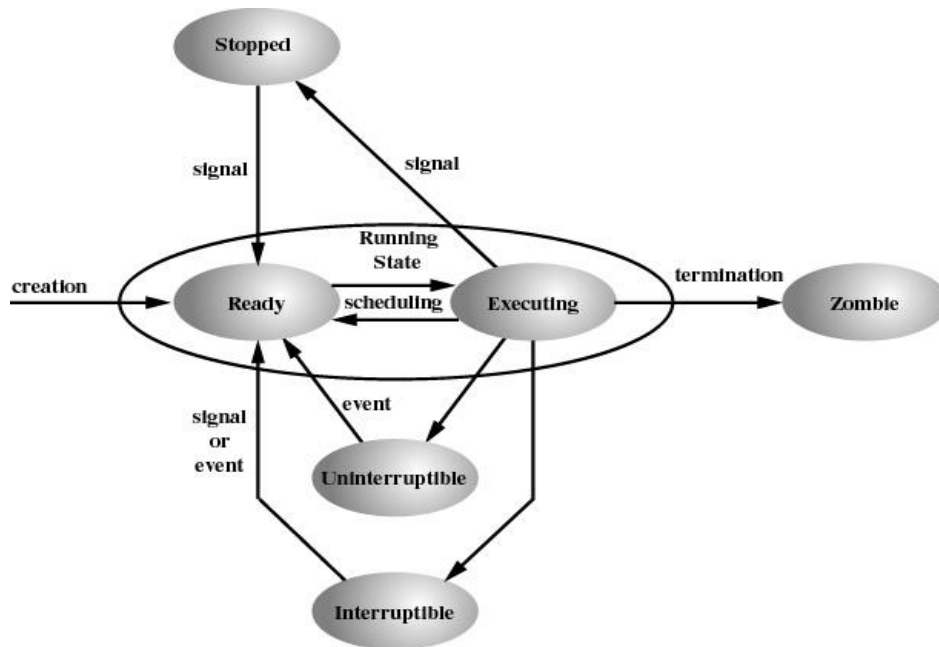 Stopped
signal
signal
Running
State
creation
Ready
scheduling
Executing
termination
Zombie
signal
or
event
event
Uninterruptible
Interruptible